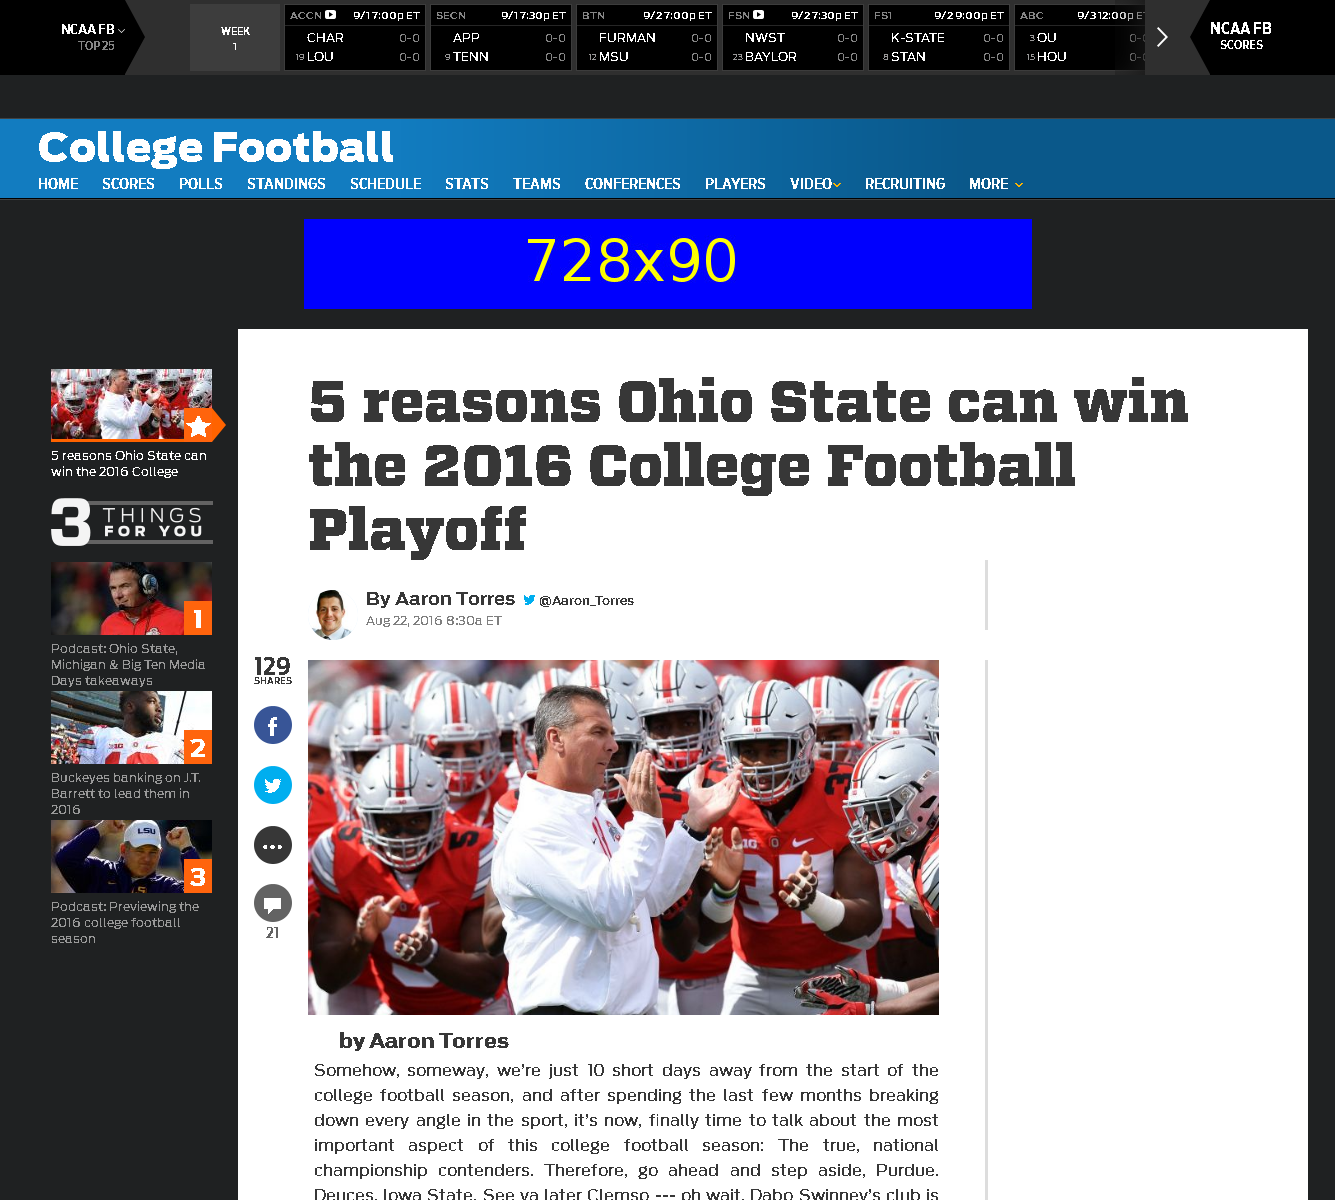 NCAA FB
TOP 25
WEEK
1
ACCN 9/1 7:00p ET
CHAR 0-0
19 LOU 0-0
SECN 9/1 7:30p ET
APP 0-0
9 TENN 0-0
BTN 9/2 7:00p ET
FURMAN 0-0
12 MSU 0-0
FSN 9/2 7:30p ET
NWST 0-0
23 BAYLOR 0-0
FS1 9/2 9:00p ET
K-STATE 0-0
8 STAN 0-0
ABC 9/3 12:00p ET
3 OU 0-
15 HOU 0-
NCAA FB
SCORES
College Football
HOME SCORES POLLS STANDINGS SCHEDULE STATS TEAMS CONFERENCES PLAYERS VIDEO RECRUITING MORE
728x90
5 reasons Ohio State can
win the 2016 College
3 THINGS
FOR YOU
1
Podcast: Ohio State,
Michigan & Big Ten Media
Days takeaways
2
Buckeyes banking on J.T.
Barrett to lead them in
2016
LSU
3
Podcast: Previewing the
2016 college football
season
5 reasons Ohio State can win
the 2016 College Football
Playoff
By Aaron Torres @Aaron_Torres
Aug 22, 2016 8:30a ET
129
SHARES
21
by Aaron Torres
Somehow, someway, we're just 10 short days away from the start of the
college football season, and after spending the last few months breaking
down every angle in the sport, it's now, finally time to talk about the most
important aspect of this college football season: The true, national
championship contenders. Therefore, go ahead and step aside, Purdue.
Deuces, Iowa State. See ya later Clemso --- oh wait, Dabo Swinney's club is